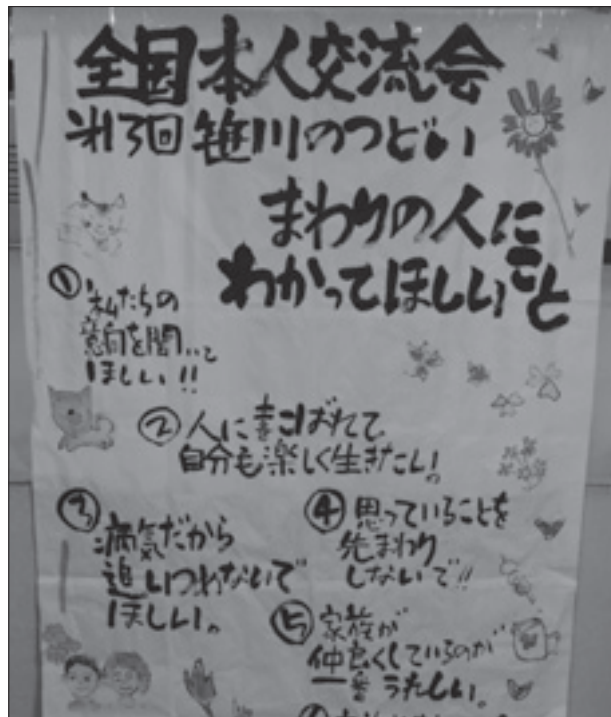 全国本人交流会
第13回 笹川のつどい
まわりの人に
わかってほしいこと
① 私たちの
意向を聞いて
ほしい!!
② 人に喜こばれて
自分も楽しく生きたい。
③ 病気だから
追いつめないで
ほしい。
④ 思っていることを
先まわり
しないで!!
⑤ 家族が
仲良くしているのが
一番うれしい。